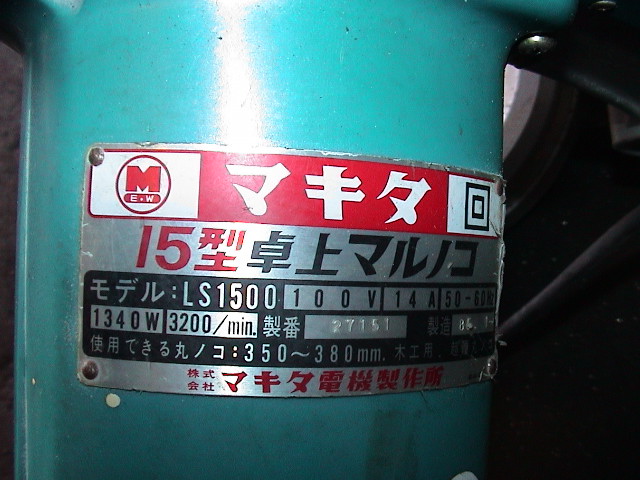 M
E.W
マキタ
15型卓上マルノコ
モデル:LS1500 100V 14A 50-60Hz
1340W 3200/min. 製番 27151 製造
使用できる丸ノコ:350～380mm. 木工用.
株式会社 マキタ電機製作所